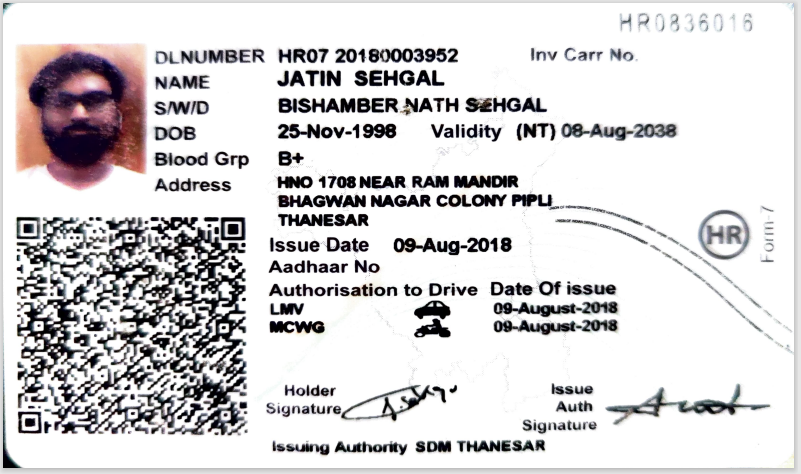 HR0836016
DLNUMBER HR07 20180003952 Inv Carr No.
NAME JATIN SEHGAL
S/W/D BISHAMBER NATH SEHGAL
DOB 25-Nov-1998 Validity (NT) 08-Aug-2038
Blood Grp B+
Address HNO 1708 NEAR RAM MANDIR
BHAGWAN NAGAR COLONY PIPLI
THANESAR
HR Form-7
Issue Date 09-Aug-2018
Aadhaar No
Authorisation to Drive Date Of issue
LMV 09-August-2018
MCWG 09-August-2018
Holder Signature
Issue Auth Signature
Issuing Authority SDM THANESAR